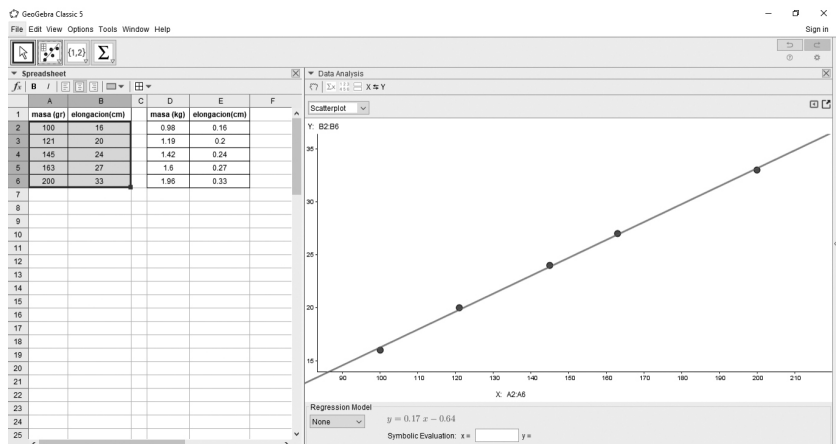 GeoGebra Classic 5
File Edit View Options Tools Window Help
Sign in
{1,2} Σ
Spreadsheet
fx B I
A B C D E F
1 masa (gr) elongacion(cm) masa (kg) elongacion(cm)
2 100 16 0.98 0.16
3 121 20 1.19 0.2
4 145 24 1.42 0.24
5 163 27 1.6 0.27
6 200 33 1.96 0.33
7
8
9
10
11
12
13
14
15
16
17
18
19
20
21
22
23
24
25
Data Analysis
Σx X⇆Y
Scatterplot
Y: B2:B6
35
30
25
20
15
90 100 110 120 130 140 150 160 170 180 190 200 210
X: A2:A6
Regression Model
None y = 0.17 x − 0.64
Symbolic Evaluation: x = y =